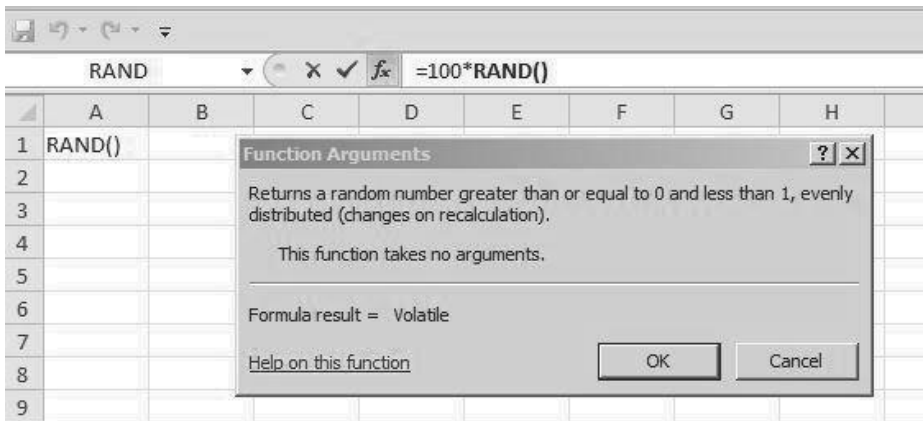 RAND
fx
=100*RAND()
A B C D E F G H
1 RAND()
2
3
4
5
6
7
8
9
Function Arguments
?
Returns a random number greater than or equal to 0 and less than 1, evenly
distributed (changes on recalculation).
This function takes no arguments.
Formula result = Volatile
Help on this function
OK
Cancel